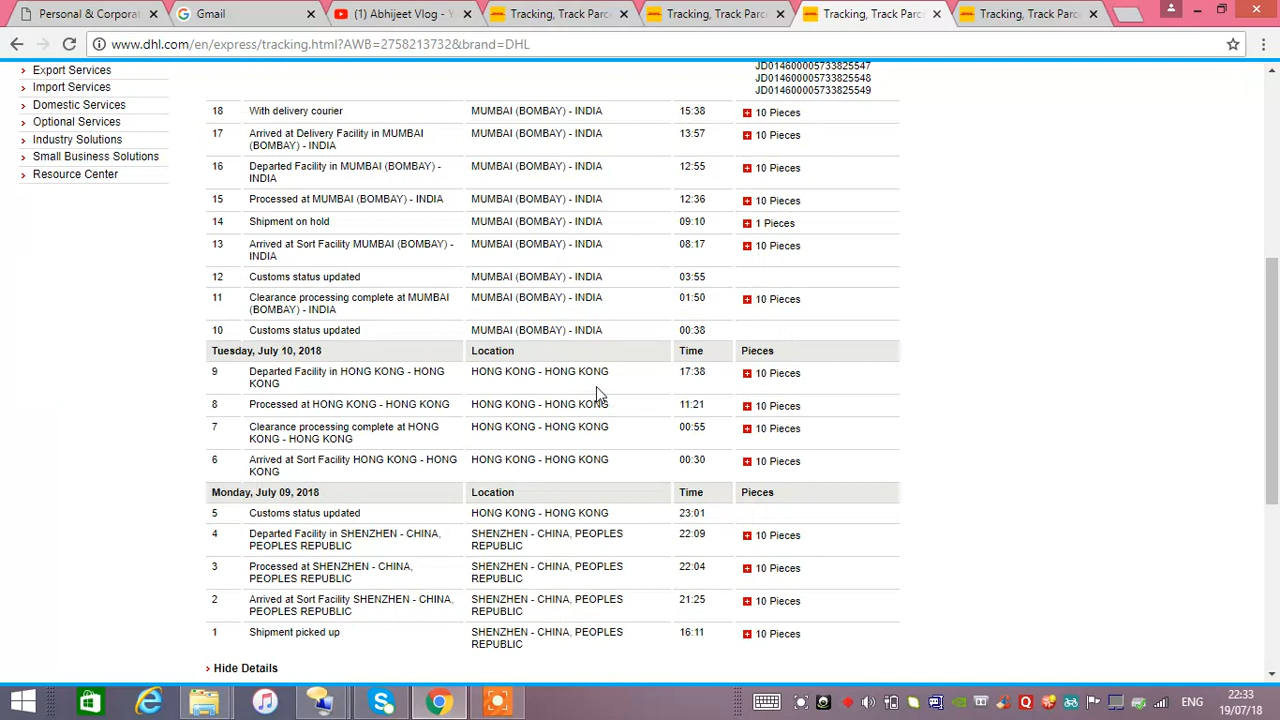 Personal & Corporat
Gmail
(1) Abhijeet Vlog - Yo
Tracking, Track Parce
Tracking, Track Parce
Tracking, Track Parce
Tracking, Track Parce
www.dhl.com/en/express/tracking.html?AWB=2758213732&brand=DHL
Export Services
Import Services
Domestic Services
Optional Services
Industry Solutions
Small Business Solutions
Resource Center
JD014600005733825547
JD014600005733825548
JD014600005733825549
18 With delivery courier MUMBAI (BOMBAY) - INDIA 15:38 10 Pieces
17 Arrived at Delivery Facility in MUMBAI MUMBAI (BOMBAY) - INDIA 13:57 10 Pieces
(BOMBAY) - INDIA
16 Departed Facility in MUMBAI (BOMBAY) - MUMBAI (BOMBAY) - INDIA 12:55 10 Pieces
INDIA
15 Processed at MUMBAI (BOMBAY) - INDIA MUMBAI (BOMBAY) - INDIA 12:36 10 Pieces
14 Shipment on hold MUMBAI (BOMBAY) - INDIA 09:10 1 Pieces
13 Arrived at Sort Facility MUMBAI (BOMBAY) - MUMBAI (BOMBAY) - INDIA 08:17 10 Pieces
INDIA
12 Customs status updated MUMBAI (BOMBAY) - INDIA 03:55
11 Clearance processing complete at MUMBAI MUMBAI (BOMBAY) - INDIA 01:50 10 Pieces
(BOMBAY) - INDIA
10 Customs status updated MUMBAI (BOMBAY) - INDIA 00:38
Tuesday, July 10, 2018 Location Time Pieces
9 Departed Facility in HONG KONG - HONG HONG KONG - HONG KONG 17:38 10 Pieces
KONG
8 Processed at HONG KONG - HONG KONG HONG KONG - HONG KONG 11:21 10 Pieces
7 Clearance processing complete at HONG HONG KONG - HONG KONG 00:55 10 Pieces
KONG - HONG KONG
6 Arrived at Sort Facility HONG KONG - HONG HONG KONG - HONG KONG 00:30 10 Pieces
KONG
Monday, July 09, 2018 Location Time Pieces
5 Customs status updated HONG KONG - HONG KONG 23:01
4 Departed Facility in SHENZHEN - CHINA, SHENZHEN - CHINA, PEOPLES 22:09 10 Pieces
PEOPLES REPUBLIC REPUBLIC
3 Processed at SHENZHEN - CHINA, SHENZHEN - CHINA, PEOPLES 22:04 10 Pieces
PEOPLES REPUBLIC REPUBLIC
2 Arrived at Sort Facility SHENZHEN - CHINA, SHENZHEN - CHINA, PEOPLES 21:25 10 Pieces
PEOPLES REPUBLIC REPUBLIC
1 Shipment picked up SHENZHEN - CHINA, PEOPLES 16:11 10 Pieces
REPUBLIC
Hide Details
ENG
22:33
19/07/18